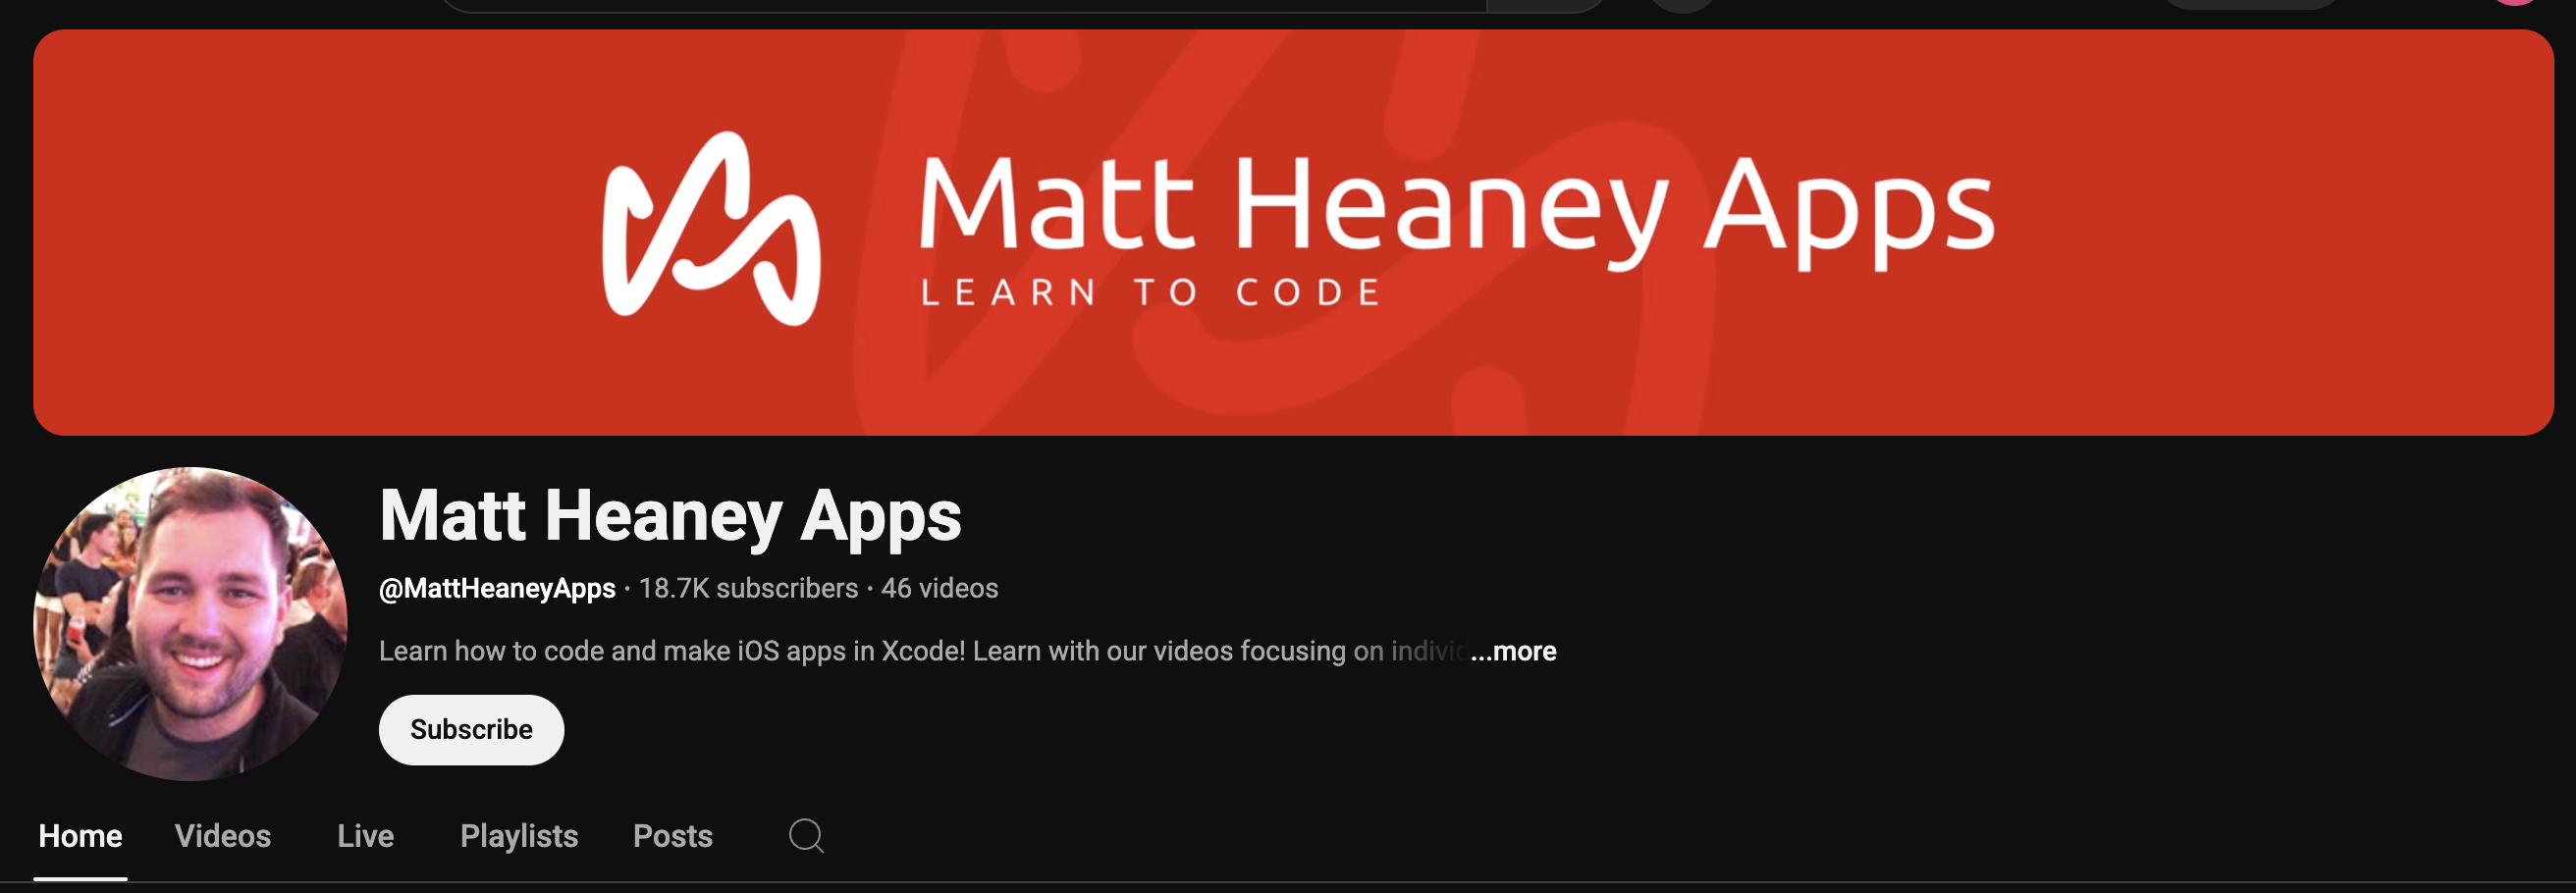 Matt Heaney Apps
LEARN TO CODE
Matt Heaney Apps
@MattHeaneyApps · 18.7K subscribers · 46 videos
Learn how to code and make iOS apps in Xcode! Learn with our videos focusing on ...more
Subscribe
Home Videos Live Playlists Posts